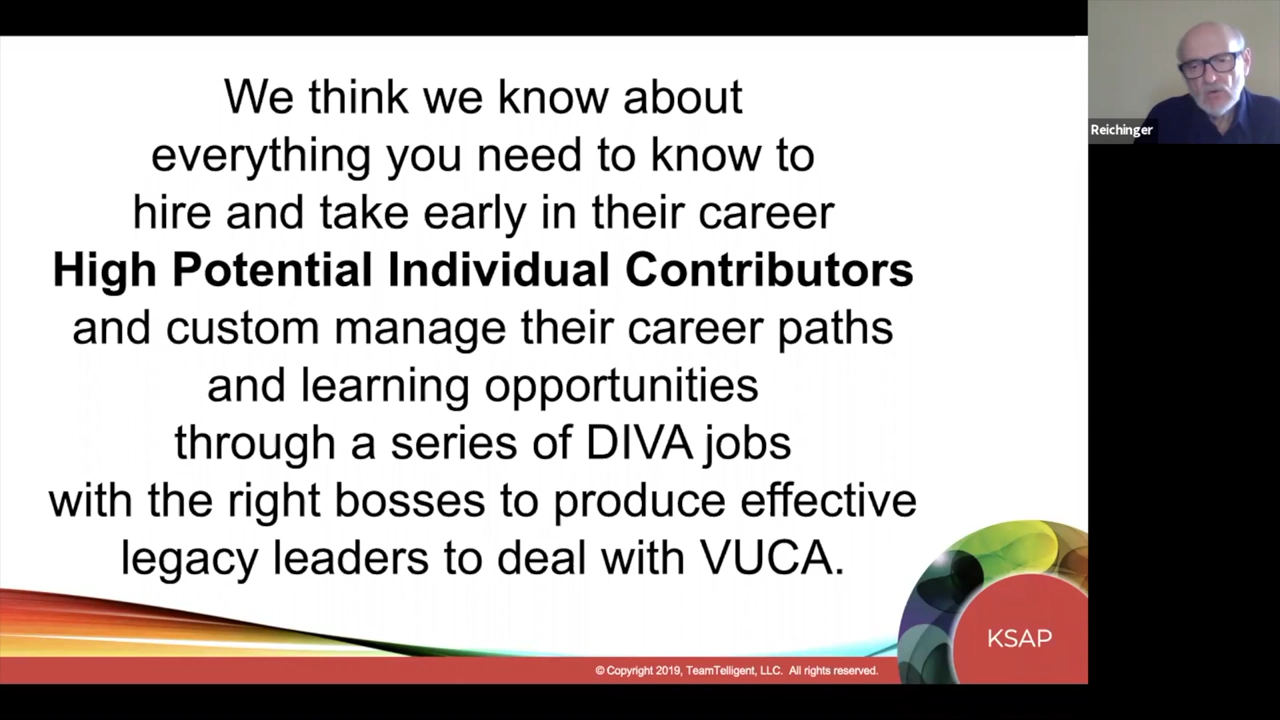 We think we know about
everything you need to know to
hire and take early in their career
High Potential Individual Contributors
and custom manage their career paths
and learning opportunities
through a series of DIVA jobs
with the right bosses to produce effective
legacy leaders to deal with VUCA.
KSAP
© Copyright 2019, TeamTelligent, LLC. All rights reserved.
Reichinger